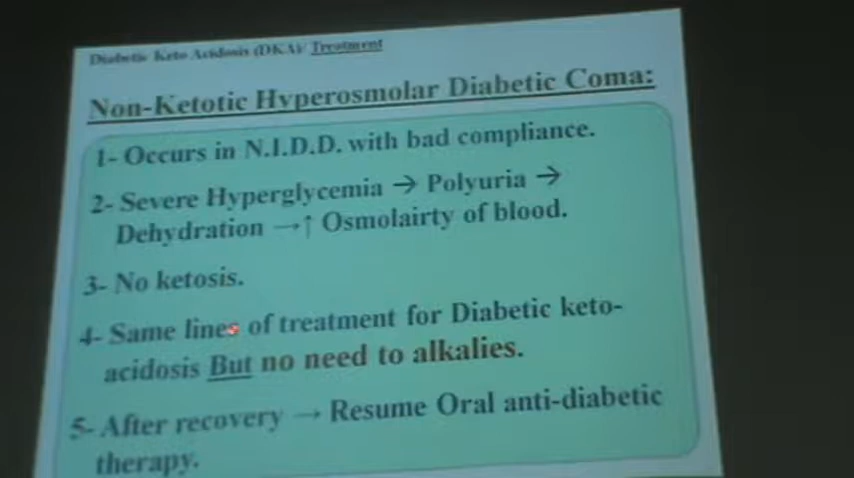 Diabetic Keto Acidosis (DKA)/ Treatment
Non-Ketotic Hyperosmolar Diabetic Coma:
1- Occurs in N.I.D.D. with bad compliance.
2- Severe Hyperglycemia → Polyuria →
Dehydration →↑ Osmolairty of blood.
3- No ketosis.
4- Same lines of treatment for Diabetic keto-
acidosis But no need to alkalies.
5- After recovery → Resume Oral anti-diabetic
therapy.